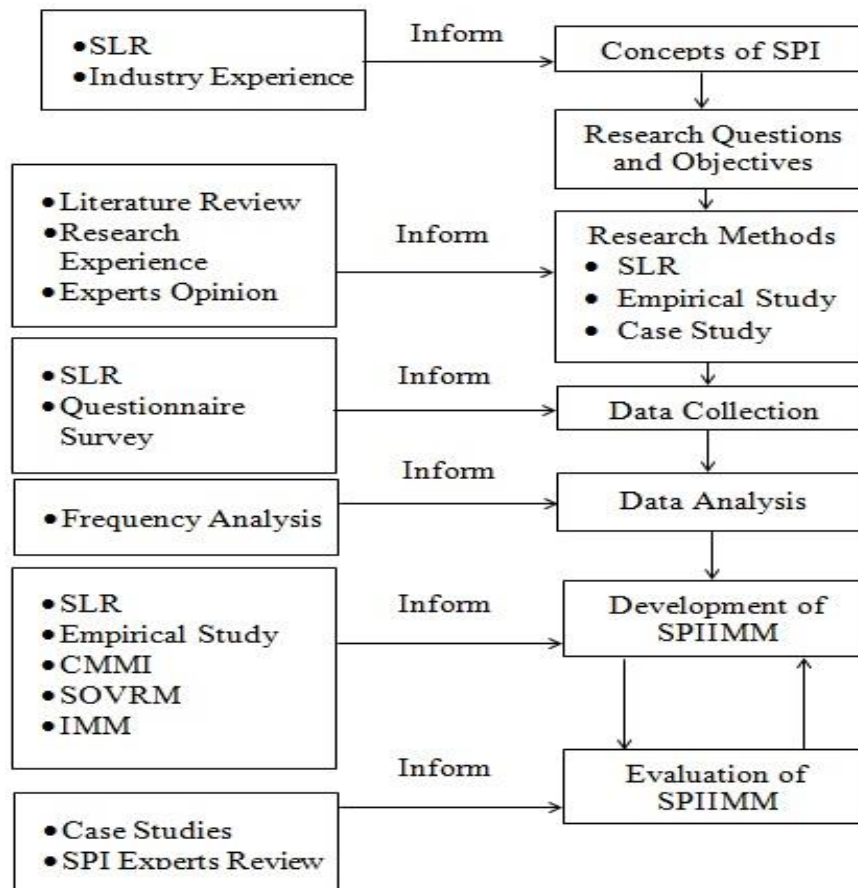 •SLR
•Industry Experience
Inform
Concepts of SPI
Research Questions
and Objectives
•Literature Review
•Research
Experience
•Experts Opinion
Inform
Research Methods
• SLR
• Empirical Study
• Case Study
•SLR
•Questionnaire
Survey
Inform
Data Collection
•Frequency Analysis
Inform
Data Analysis
•SLR
•Empirical Study
•CMMI
•SOVRM
•IMM
Inform
Development of
SPIIMM
•Case Studies
•SPI Experts Review
Inform
Evaluation of
SPIIMM